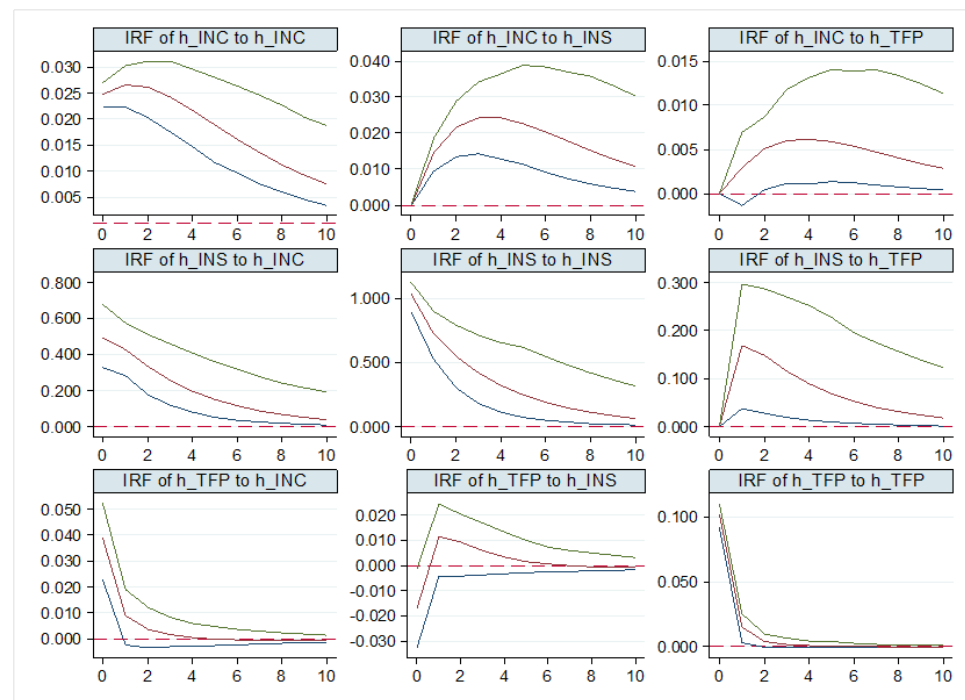 IRF of h_INC to h_INC
0.030
0.025
0.020
0.015
0.010
0.005
0 2 4 6 8 10
IRF of h_INC to h_INS
0.040
0.030
0.020
0.010
0.000
0 2 4 6 8 10
IRF of h_INC to h_TFP
0.015
0.010
0.005
0.000
0 2 4 6 8 10
IRF of h_INS to h_INC
0.800
0.600
0.400
0.200
0.000
0 2 4 6 8 10
IRF of h_INS to h_INS
1.000
0.500
0.000
0 2 4 6 8 10
IRF of h_INS to h_TFP
0.300
0.200
0.100
0.000
0 2 4 6 8 10
IRF of h_TFP to h_INC
0.050
0.040
0.030
0.020
0.010
0.000
0 2 4 6 8 10
IRF of h_TFP to h_INS
0.020
0.010
0.000
-0.010
-0.020
-0.030
0 2 4 6 8 10
IRF of h_TFP to h_TFP
0.100
0.050
0.000
0 2 4 6 8 10